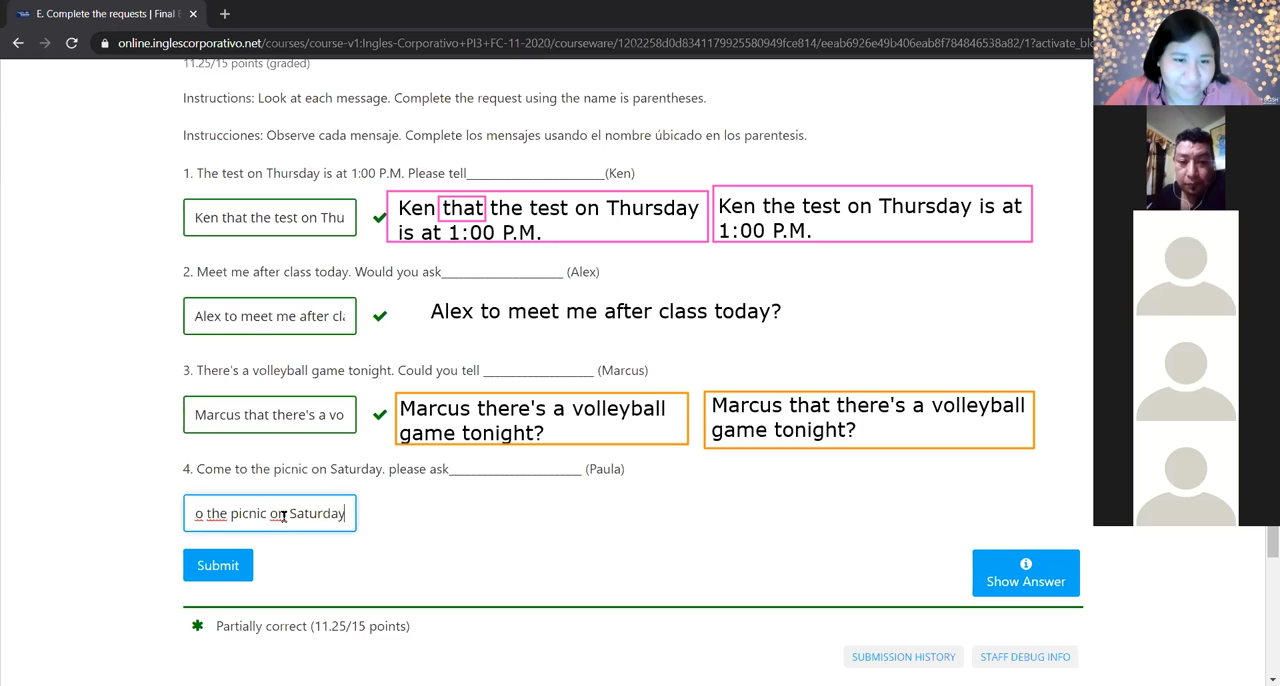 E. Complete the requests | Final E
online.inglescorporativo.net/courses/course-v1:Ingles-Corporativo+PI3+FC-11-2020/courseware/1202258d0d8341179925580949fce814/eeab6926e49b406eab8f784846538a82/1?activate_blo
11.25/15 points (graded)
Instructions: Look at each message. Complete the request using the name is parentheses.
Instrucciones: Observe cada mensaje. Complete los mensajes usando el nombre úbicado en los parentesis.
1. The test on Thursday is at 1:00 P.M. Please tell______________________(Ken)
Ken that the test on Thu
Ken that the test on Thursday
is at 1:00 P.M.
Ken the test on Thursday is at
1:00 P.M.
2. Meet me after class today. Would you ask___________________ (Alex)
Alex to meet me after cla
Alex to meet me after class today?
3. There's a volleyball game tonight. Could you tell _________________ (Marcus)
Marcus that there's a vo
Marcus there's a volleyball
game tonight?
Marcus that there's a volleyball
game tonight?
4. Come to the picnic on Saturday. please ask_____________________ (Paula)
o the picnic on Saturday
Submit
Show Answer
Partially correct (11.25/15 points)
SUBMISSION HISTORY
STAFF DEBUG INFO